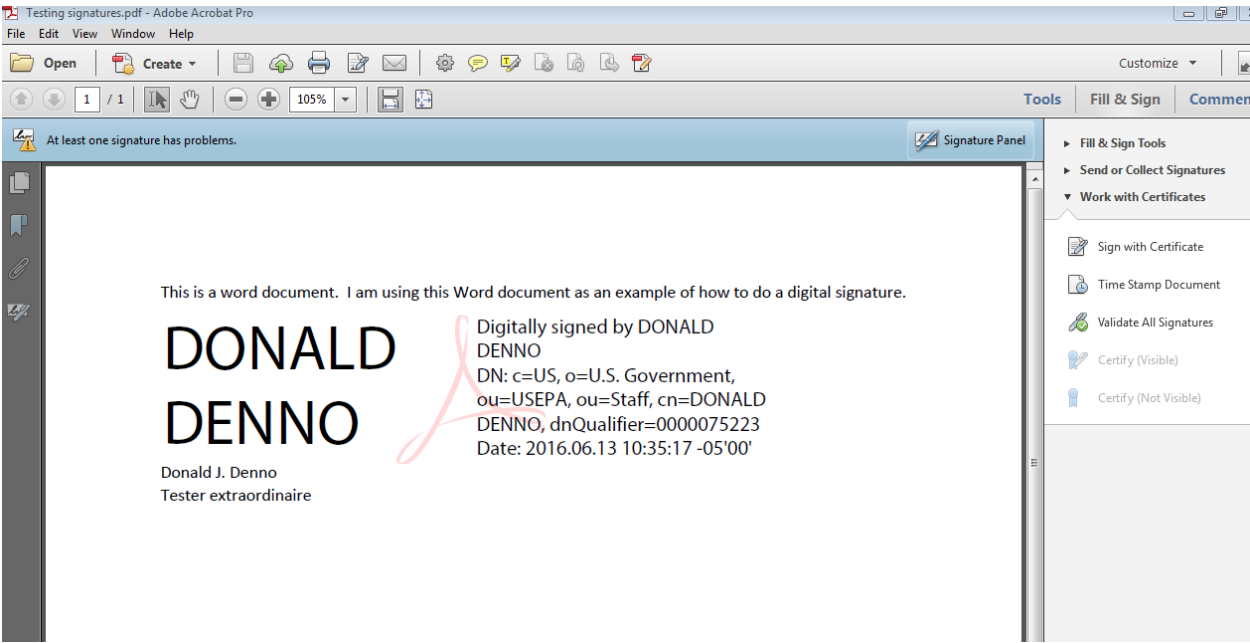 Testing signatures.pdf - Adobe Acrobat Pro
File Edit View Window Help
Open Create Customize
1 / 1 105% Tools Fill & Sign Commen
At least one signature has problems. Signature Panel
Fill & Sign Tools
Send or Collect Signatures
Work with Certificates
Sign with Certificate
Time Stamp Document
Validate All Signatures
Certify (Visible)
Certify (Not Visible)
This is a word document.  I am using this Word document as an example of how to do a digital signature.
DONALD
DENNO
Digitally signed by DONALD
DENNO
DN: c=US, o=U.S. Government,
ou=USEPA, ou=Staff, cn=DONALD
DENNO, dnQualifier=0000075223
Date: 2016.06.13 10:35:17 -05'00'
Donald J. Denno
Tester extraordinaire